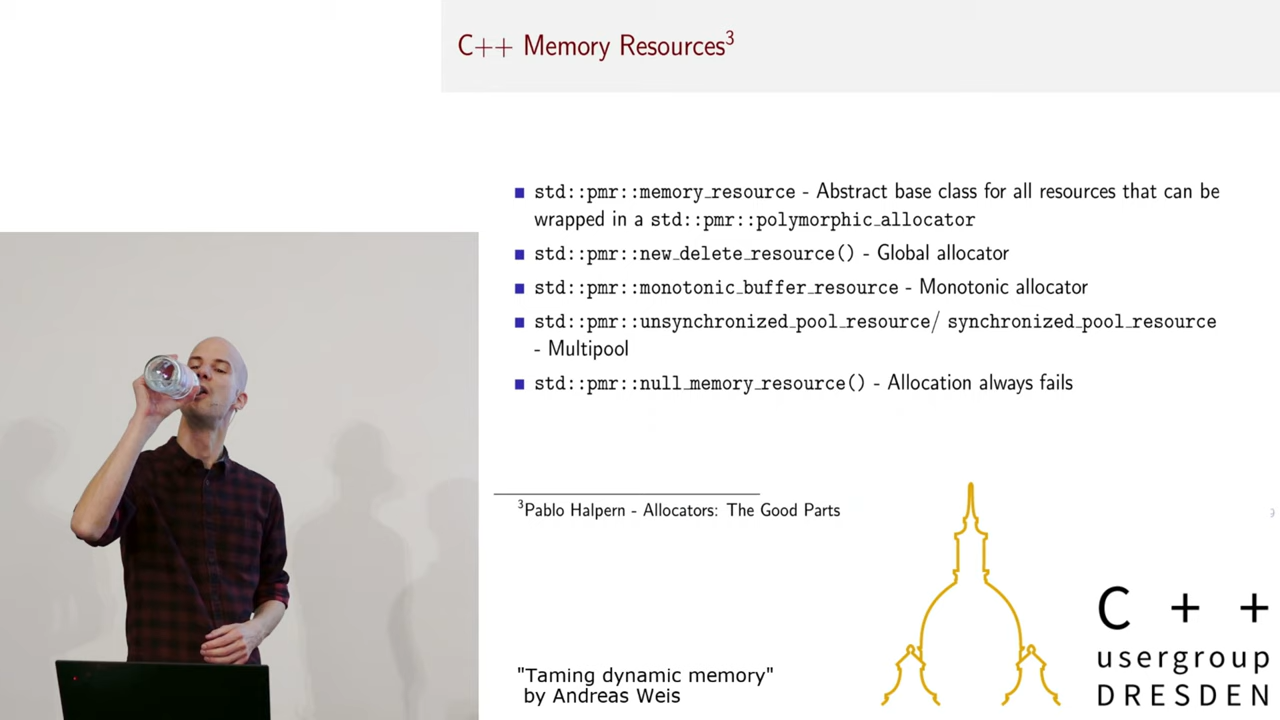 C++ Memory Resources³
std::pmr::memory_resource - Abstract base class for all resources that can be
wrapped in a std::pmr::polymorphic_allocator
std::pmr::new_delete_resource() - Global allocator
std::pmr::monotonic_buffer_resource - Monotonic allocator
std::pmr::unsynchronized_pool_resource/ synchronized_pool_resource
- Multipool
std::pmr::null_memory_resource() - Allocation always fails
³Pablo Halpern - Allocators: The Good Parts
9
"Taming dynamic memory"
by Andreas Weis
C + +
usergroup
DRESDEN